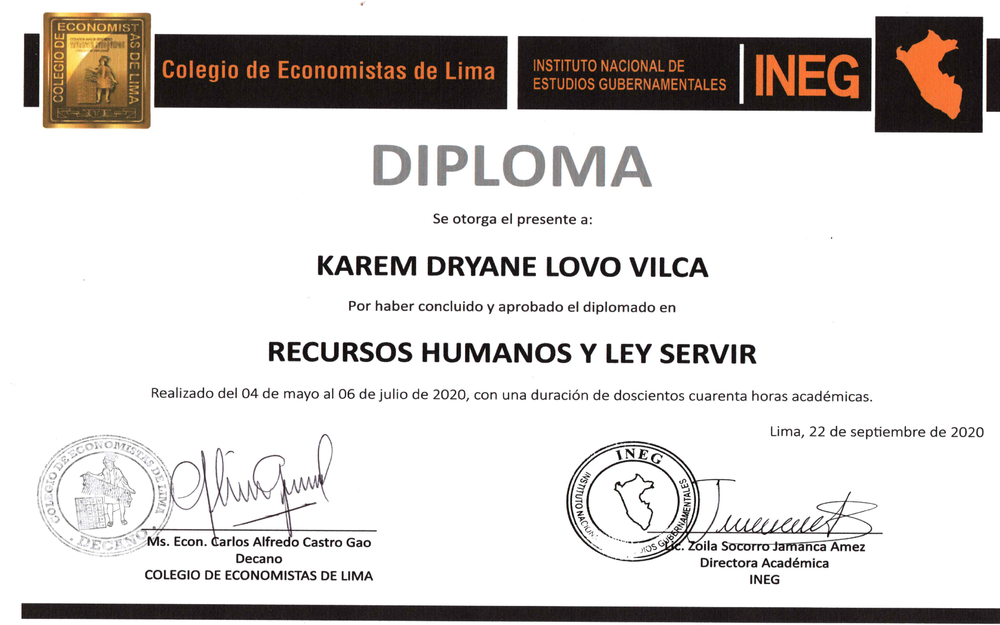 COLEGIO DE ECONOMISTAS DE LIMA
Colegio de Economistas de Lima
INSTITUTO NACIONAL DE
ESTUDIOS GUBERNAMENTALES
INEG
DIPLOMA
Se otorga el presente a:
KAREM DRYANE LOVO VILCA
Por haber concluido y aprobado el diplomado en
RECURSOS HUMANOS Y LEY SERVIR
Realizado del 04 de mayo al 06 de julio de 2020, con una duración de doscientos cuarenta horas académicas.
Lima, 22 de septiembre de 2020
COLEGIO DE ECONOMISTAS DE LIMA
· DECANO ·
Ms. Econ. Carlos Alfredo Castro Gao
Decano
COLEGIO DE ECONOMISTAS DE LIMA
INEG
INSTITUTO GUBERNAMENTALES
Lic. Zoila Socorro Jamanca Amez
Directora Académica
INEG